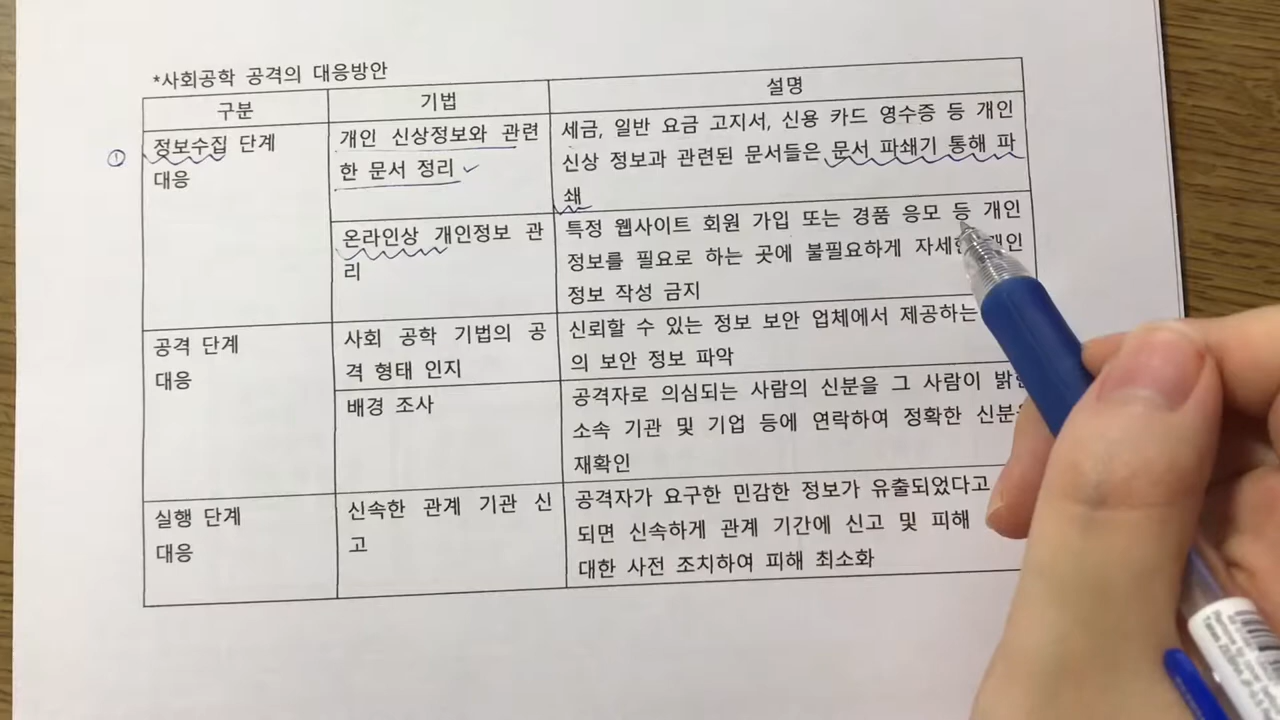 *사회공학 공격의 대응방안
구분
기법
설명
①
정보수집 단계
대응
개인 신상정보와 관련
한 문서 정리
세금, 일반 요금 고지서, 신용 카드 영수증 등 개인
신상 정보과 관련된 문서들은 문서 파쇄기 통해 파
쇄
온라인상 개인정보 관
리
특정 웹사이트 회원 가입 또는 경품 응모 등 개인
정보를 필요로 하는 곳에 불필요하게
정보 작성 금지
공격 단계
대응
사회 공학 기법의 공
격 형태 인지
신뢰할 수 있는 정보 보안 업체에서 제공하는
의 보안 정보 파악
배경 조사
공격자로 의심되는 사람의 신분을 그 사람이
소속 기관 및 기업 등에 연락하여 정확한
재확인
실행 단계
대응
신속한 관계 기관 신
고
공격자가 요구한 민감한 정보가 유출되었다고
되면 신속하게 관계 기간에 신고 및 피해
대한 사전 조치하여 피해 최소화